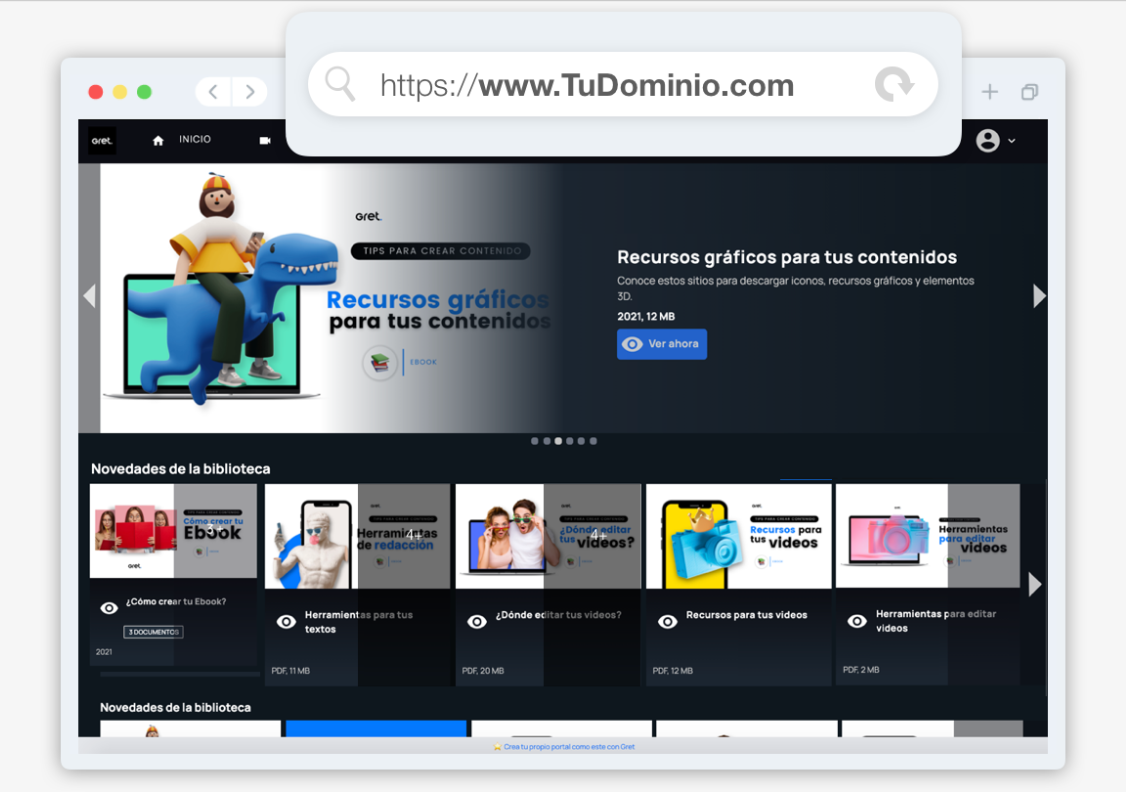 https://www.TuDominio.com
Gret.
INICIO
Gret.
TIPS PARA CREAR CONTENIDO
Recursos gráficos
para tus contenidos
EBOOK
Recursos gráficos para tus contenidos
Conoce estos sitios para descargar iconos, recursos gráficos y elementos
3D.
2021, 12 MB
Ver ahora
Novedades de la biblioteca
Cómo crear tu
Ebook
3+
Gret.
¿Cómo crear tu Ebook?
3 DOCUMENTOS
2021
Herramientas
de redacción
4+
Herramientas para tus
textos
PDF, 11 MB
¿Dónde editar
tus videos?
4+
¿Dónde editar tus videos?
PDF, 20 MB
TIPS PARA CREAR CONTENIDO
Recursos para
tus videos
Recursos para tus videos
PDF, 12 MB
Herramientas
para editar
videos
Herramientas para editar
videos
PDF, 2 MB
Novedades de la biblioteca
Crea tu propio portal como este con Gret